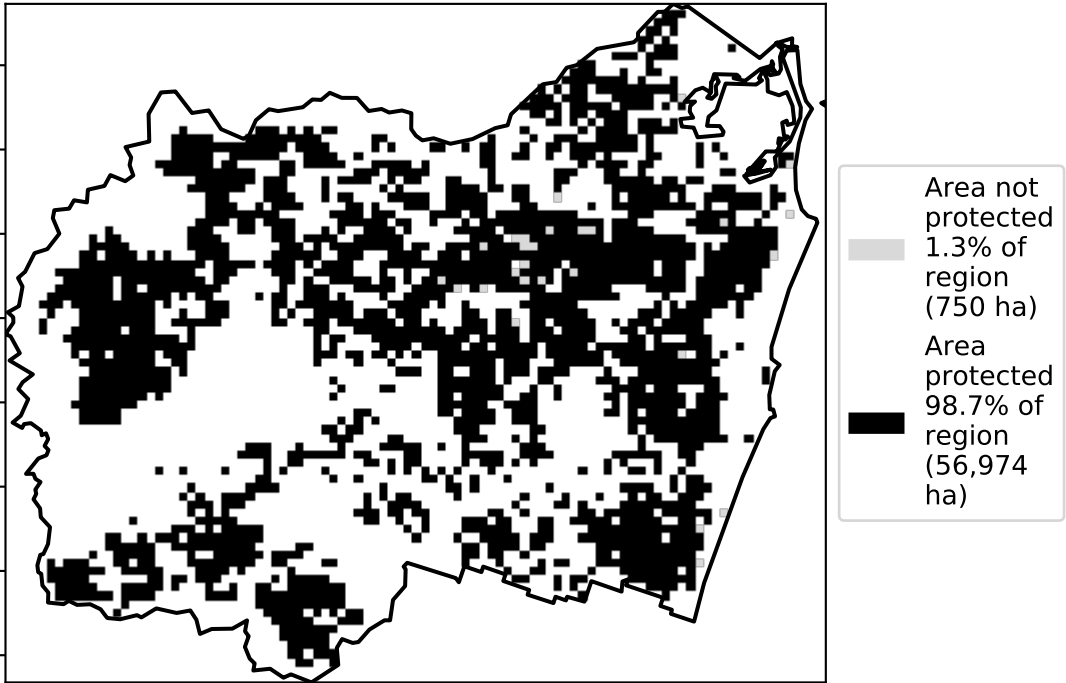 Area not
protected
1.3% of
region
(750 ha)
Area
protected
98.7% of
region
(56,974
ha)